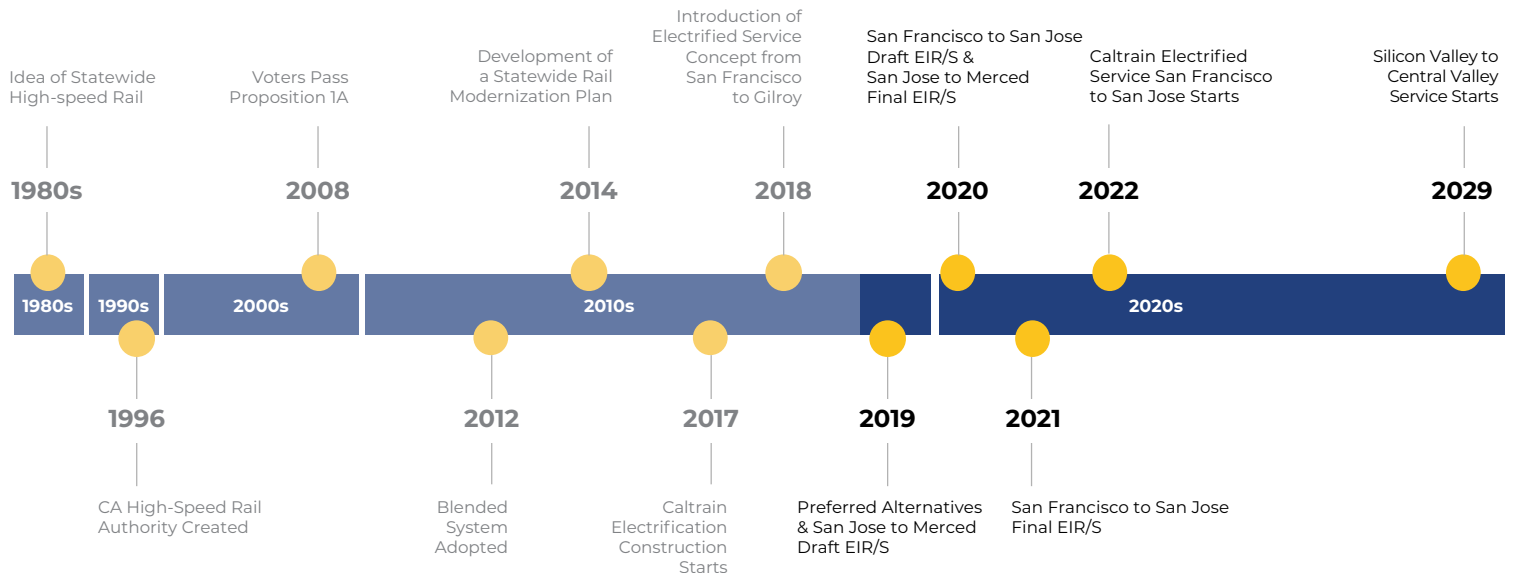 Idea of Statewide
High-speed Rail
1980s
Voters Pass
Proposition 1A
2008
Development of
a Statewide Rail
Modernization Plan
2014
Introduction of
Electrified Service
Concept from
San Francisco
to Gilroy
2018
San Francisco to San Jose
Draft EIR/S &
San Jose to Merced
Final EIR/S
2020
Caltrain Electrified
Service San Francisco
to San Jose Starts
2022
Silicon Valley to
Central Valley
Service Starts
2029
1980s
1990s
2000s
2010s
2020s
1996
CA High-Speed Rail
Authority Created
2012
Blended
System
Adopted
2017
Caltrain
Electrification
Construction
Starts
2019
Preferred Alternatives
& San Jose to Merced
Draft EIR/S
2021
San Francisco to San Jose
Final EIR/S